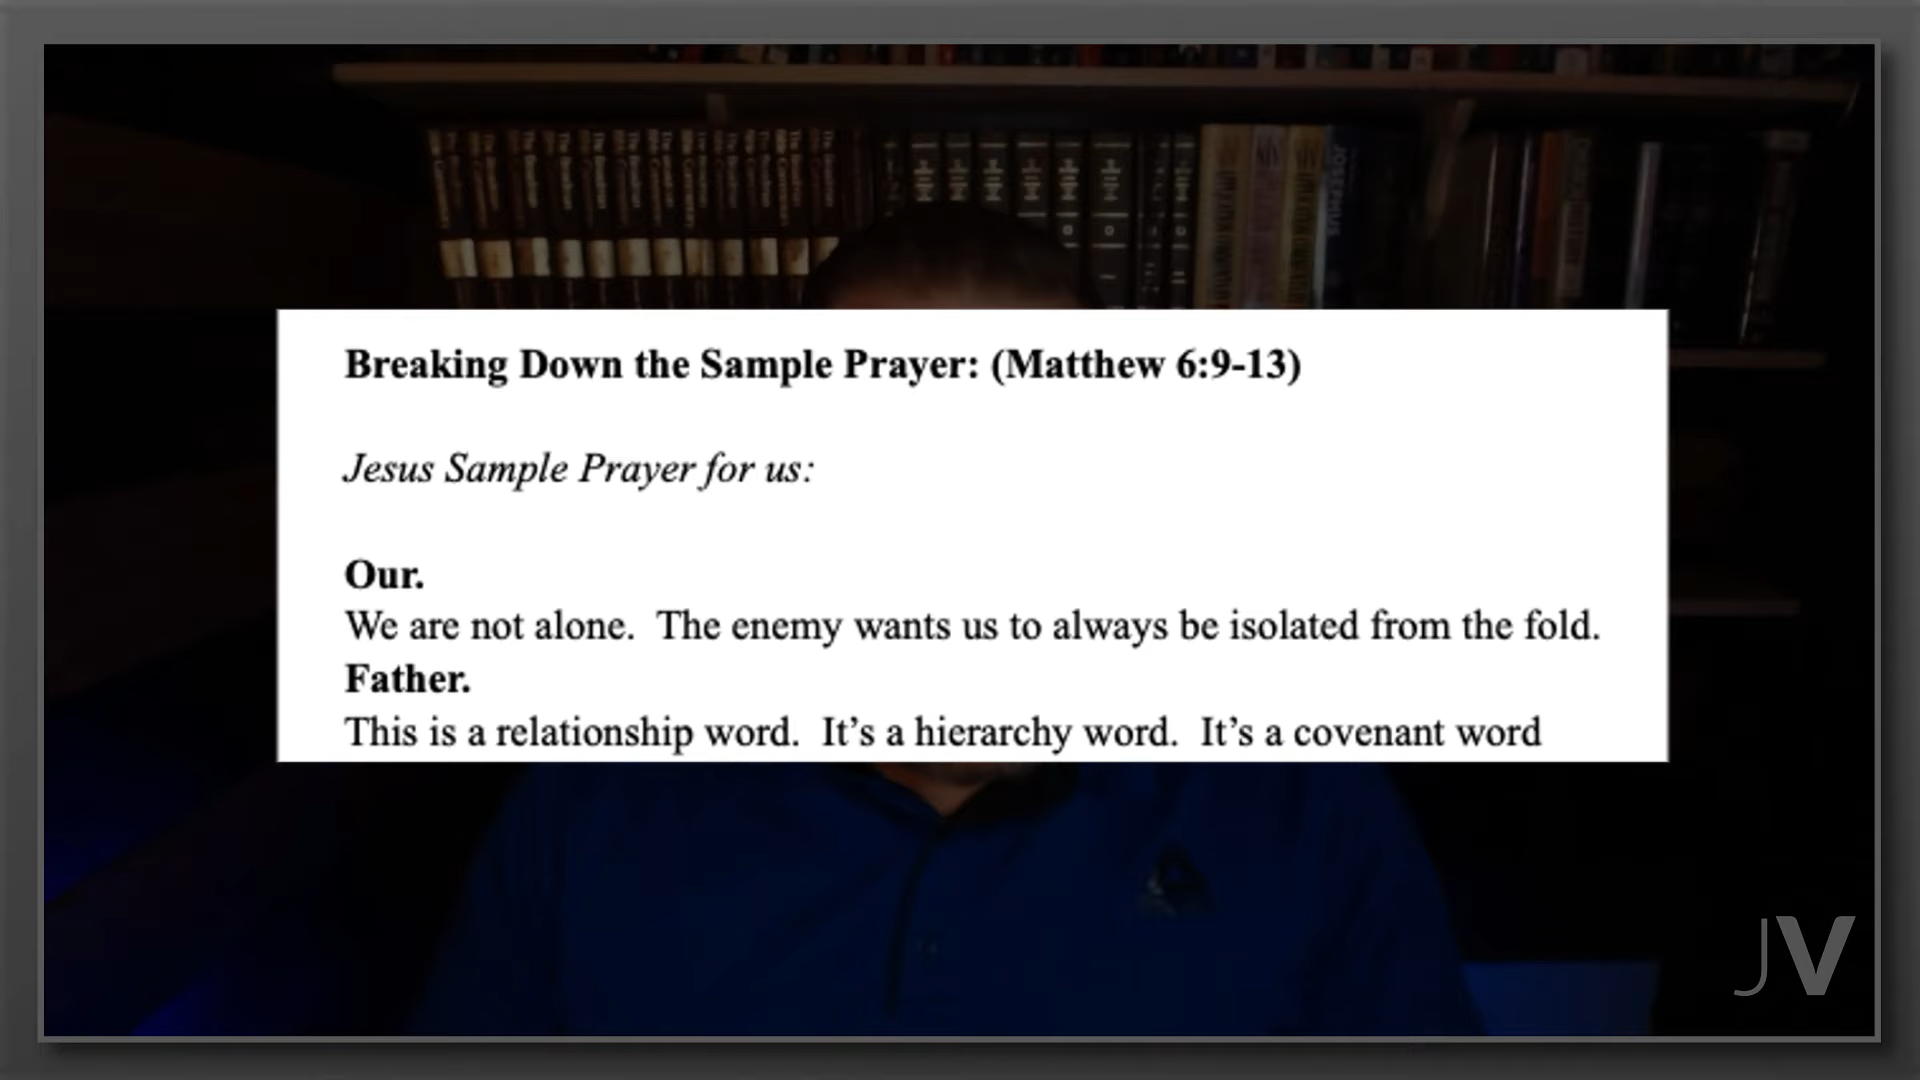 Breaking Down the Sample Prayer: (Matthew 6:9-13)
Jesus Sample Prayer for us:
Our.
We are not alone.  The enemy wants us to always be isolated from the fold.
Father.
This is a relationship word.  It’s a hierarchy word.  It’s a covenant word
JOSEPHUS
JV